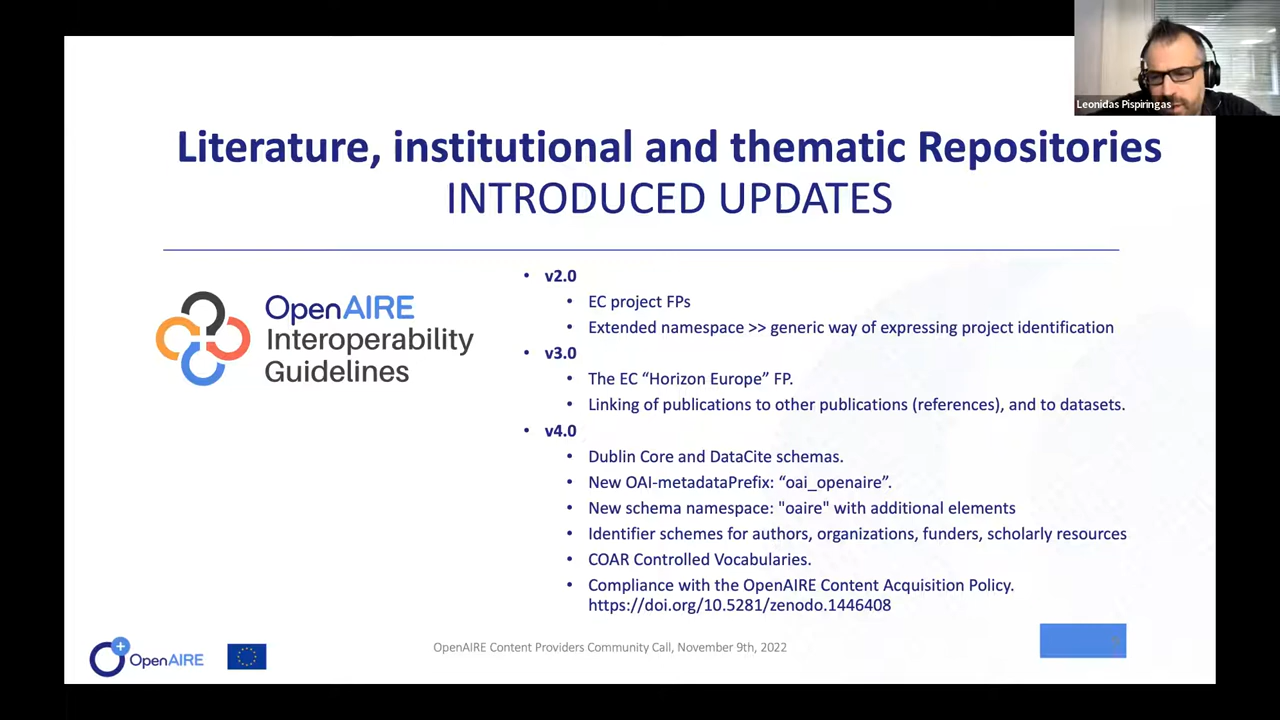 Leonidas Pispiringas
Literature, institutional and thematic Repositories
INTRODUCED UPDATES
OpenAIRE
Interoperability
Guidelines
• v2.0
• EC project FPs
• Extended namespace >> generic way of expressing project identification
• v3.0
• The EC “Horizon Europe” FP.
• Linking of publications to other publications (references), and to datasets.
• v4.0
• Dublin Core and DataCite schemas.
• New OAI-metadataPrefix: “oai_openaire”.
• New schema namespace: "oaire" with additional elements
• Identifier schemes for authors, organizations, funders, scholarly resources
• COAR Controlled Vocabularies.
• Compliance with the OpenAIRE Content Acquisition Policy.
https://doi.org/10.5281/zenodo.1446408
OpenAIRE
OpenAIRE Content Providers Community Call, November 9th, 2022